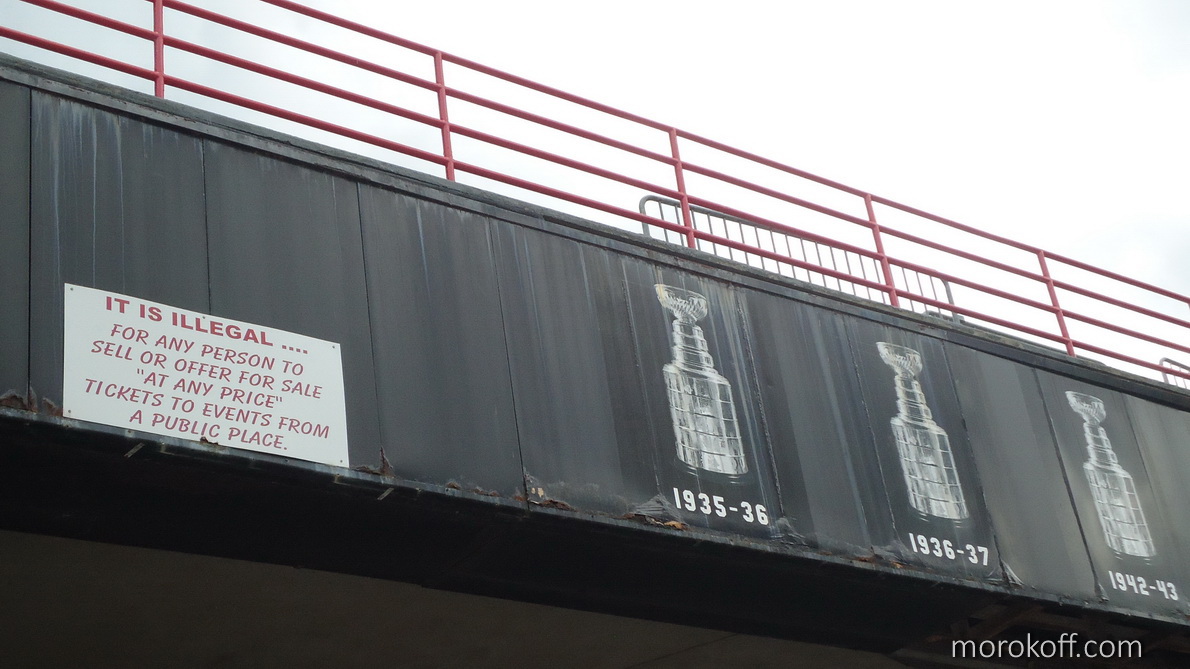 IT IS ILLEGAL ....
FOR ANY PERSON TO
SELL OR OFFER FOR SALE
"AT ANY PRICE"
TICKETS TO EVENTS FROM
A PUBLIC PLACE.
1935-36
1936-37
1942-43
morokoff.com